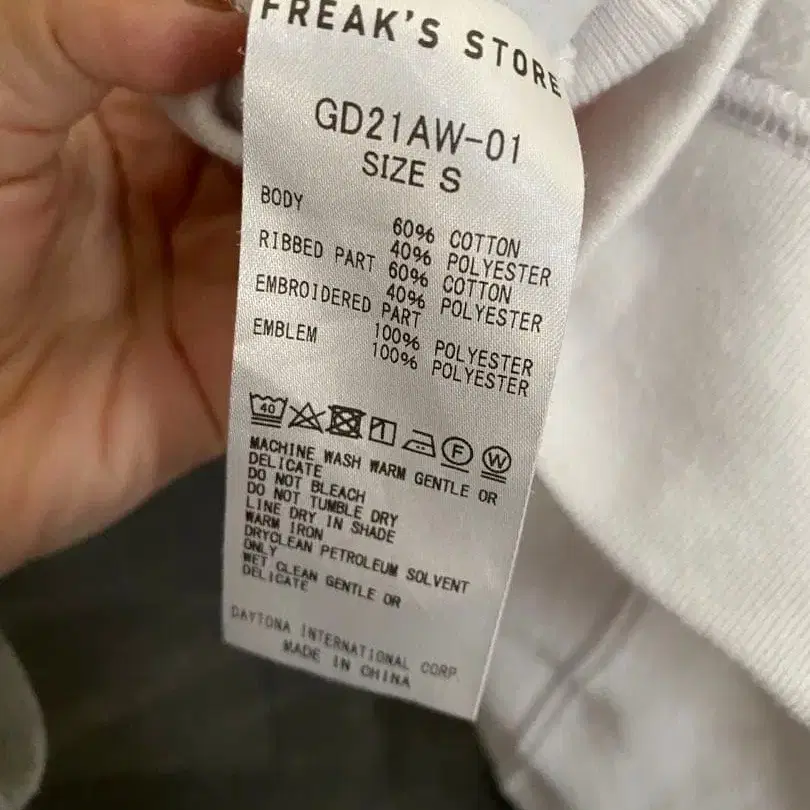 FREAK'S STORE
GD21AW-01
SIZE S
BODY
60% COTTON
40% POLYESTER
RIBBED PART 60% COTTON
40% POLYESTER
EMBROIDERED PART
100% POLYESTER
EMBLEM 100% POLYESTER
40 F W
MACHINE WASH WARM GENTLE OR
DELICATE
DO NOT BLEACH
DO NOT TUMBLE DRY
LINE DRY IN SHADE
WARM IRON
DRYCLEAN PETROLEUM SOLVENT
ONLY
WET CLEAN GENTLE OR
DELICATE
DAYTONA INTERNATIONAL CORP.
MADE IN CHINA